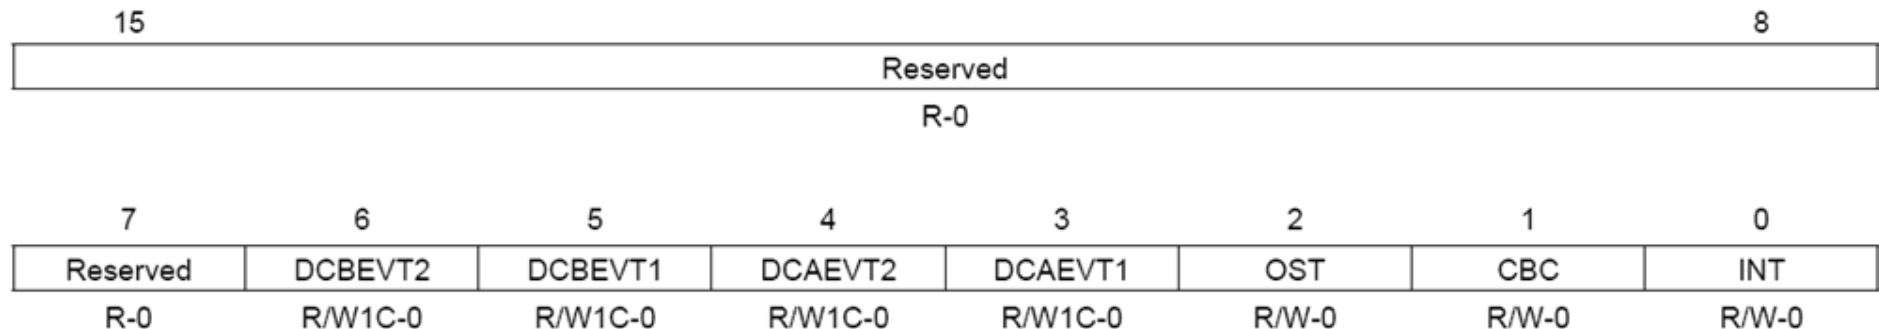 15 8
Reserved
R-0
7 6 5 4 3 2 1 0
Reserved DCBEVT2 DCBEVT1 DCAEVT2 DCAEVT1 OST CBC INT
R-0 R/W1C-0 R/W1C-0 R/W1C-0 R/W1C-0 R/W-0 R/W-0 R/W-0